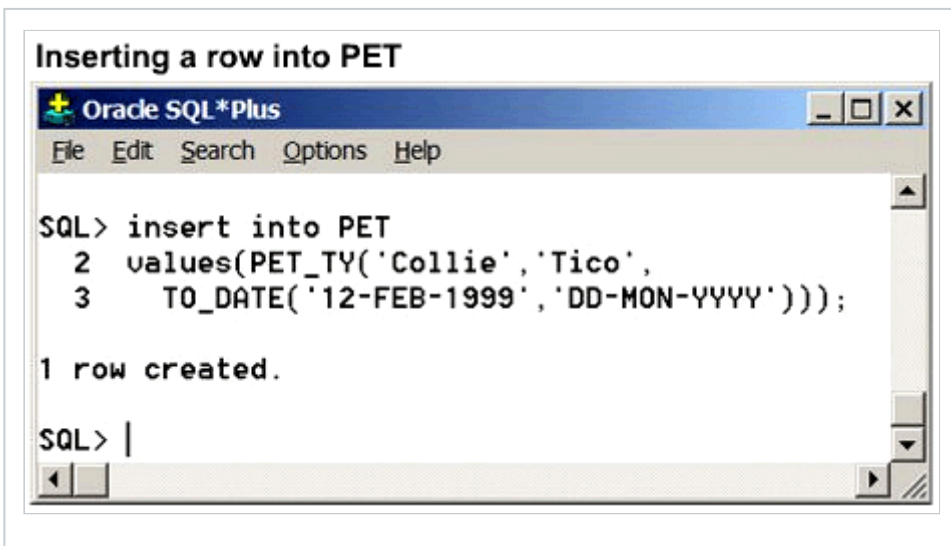 Inserting a row into PET
Oracle SQL*Plus
File Edit Search Options Help
SQL> insert into PET
2 values(PET_TY('Collie','Tico',
3 TO_DATE('12-FEB-1999','DD-MON-YYYY')));
1 row created.
SQL>